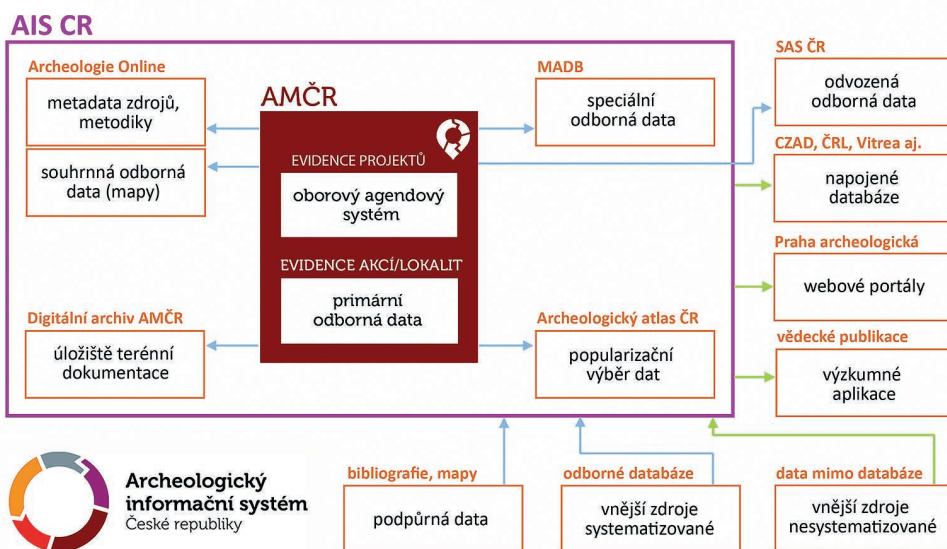 AIS CR
Archeologie Online
metadata zdrojů,
metodiky
souhrnná odborná
data (mapy)
AMČR
EVIDENCE PROJEKTŮ
oborový agendový
systém
EVIDENCE AKCÍ/LOKALIT
primární
odborná data
MADB
speciální
odborná data
SAS ČR
odvozená
odborná data
CZAD, ČRL, Vitrea aj.
napojené
databáze
Praha archeologická
webové portály
Digitální archiv AMČR
úložiště terénní
dokumentace
Archeologický atlas ČR
popularizační
výběr dat
vědecké publikace
výzkumné
aplikace
Archeologický
informační systém
České republiky
bibliografie, mapy
podpůrná data
odborné databáze
vnější zdroje
systematizované
data mimo databáze
vnější zdroje
nesystematizované